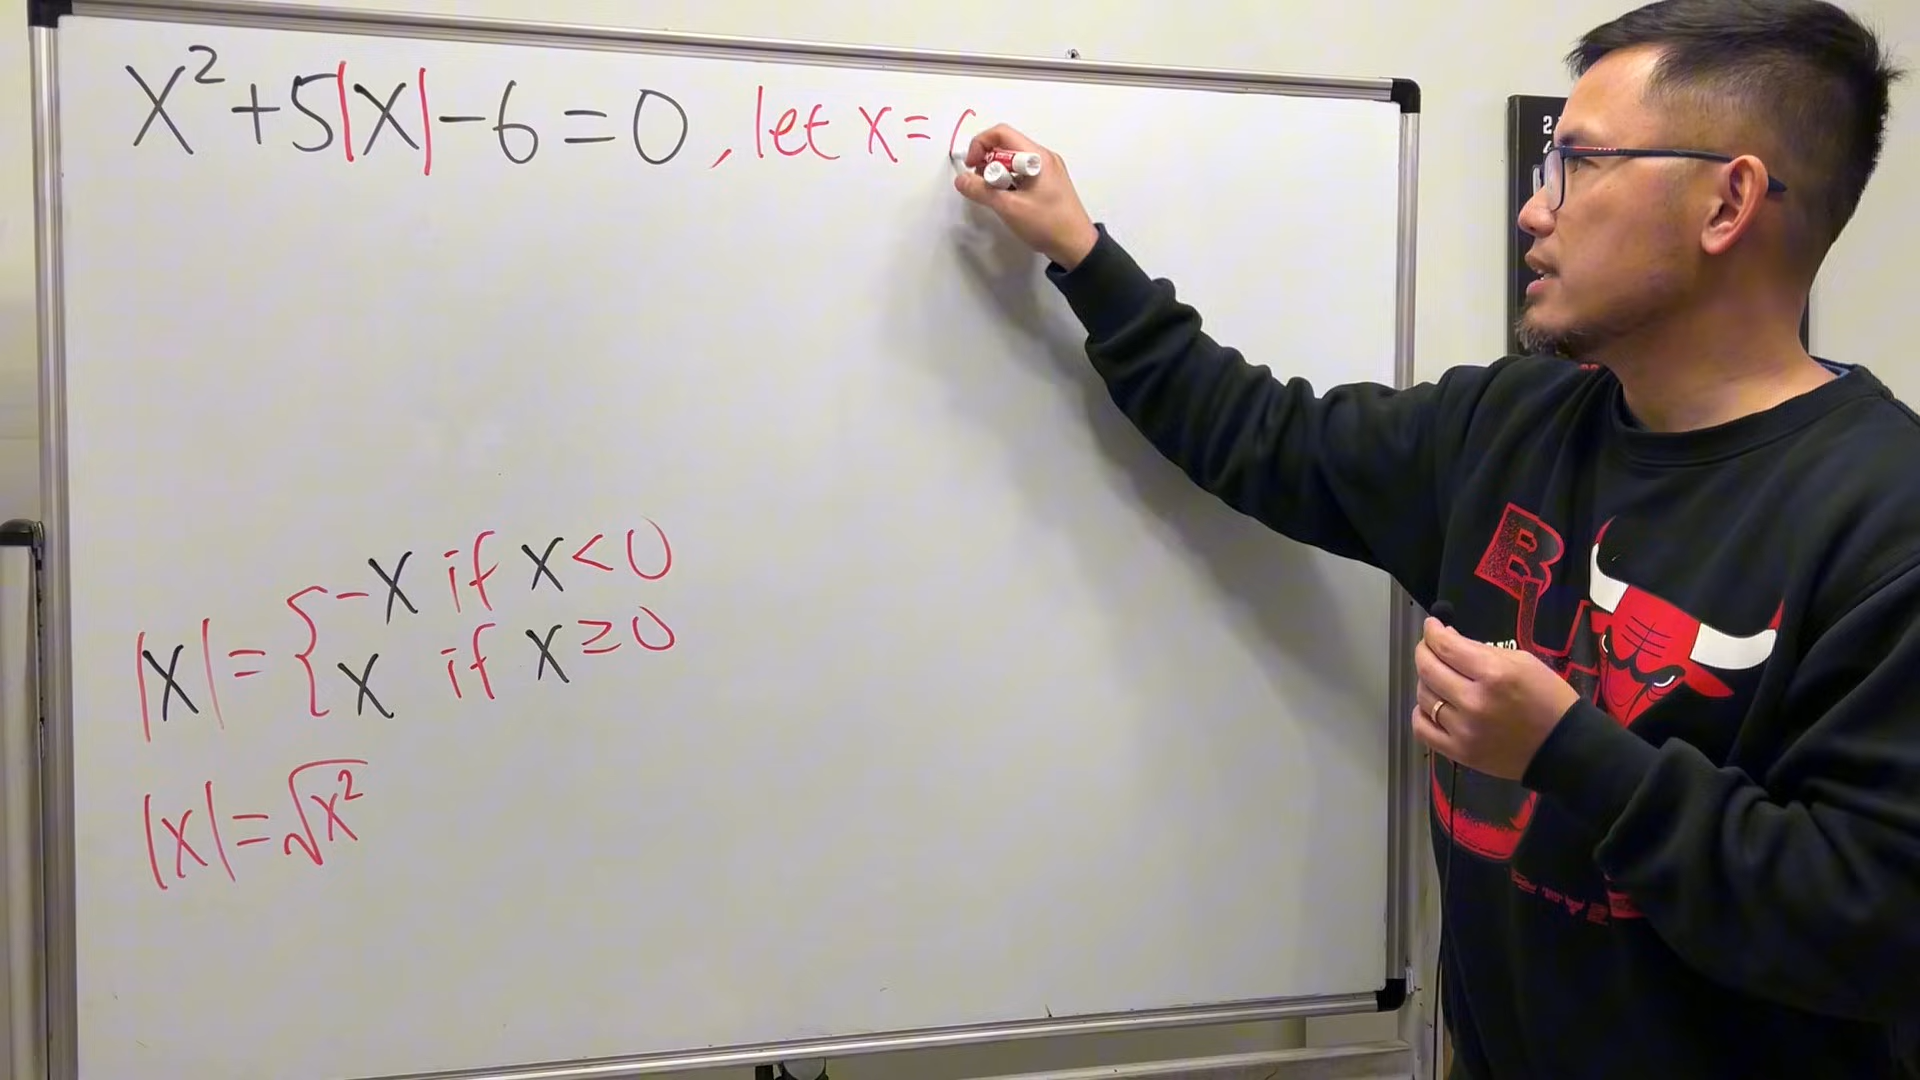 x² + 5|x| - 6 = 0, let x =
|x| = { -x if x < 0
x if x ≥ 0
|x| = √x²